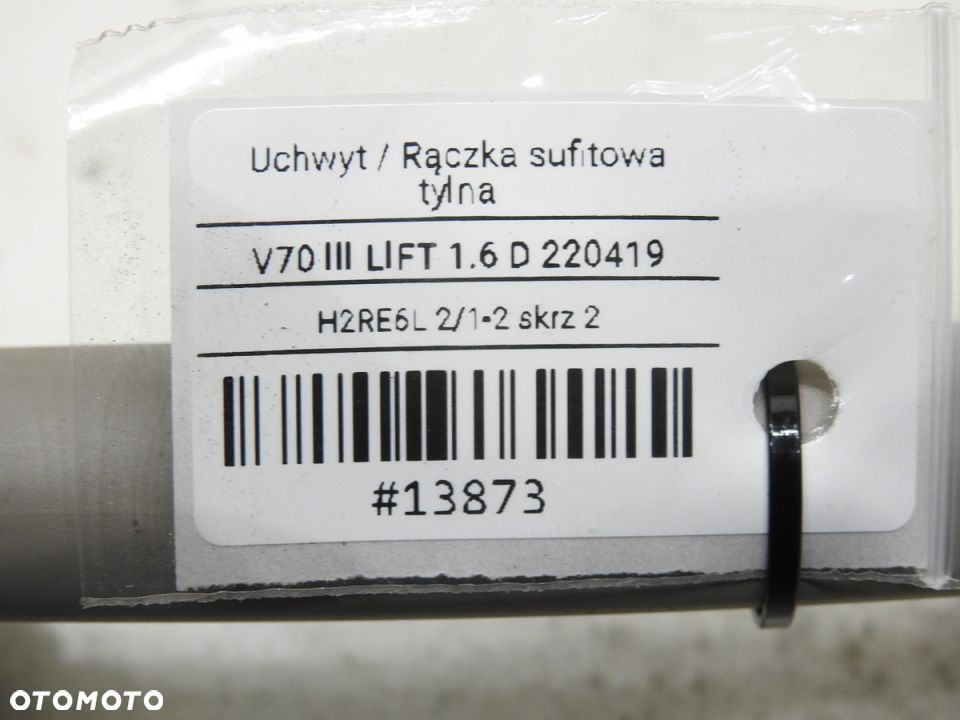 Uchwyt / Rączka sufitowa
tylna
V70 III LIFT 1.6 D 220419
H2RE6L 2/1-2 skrz 2
#13873
OTOMOTO